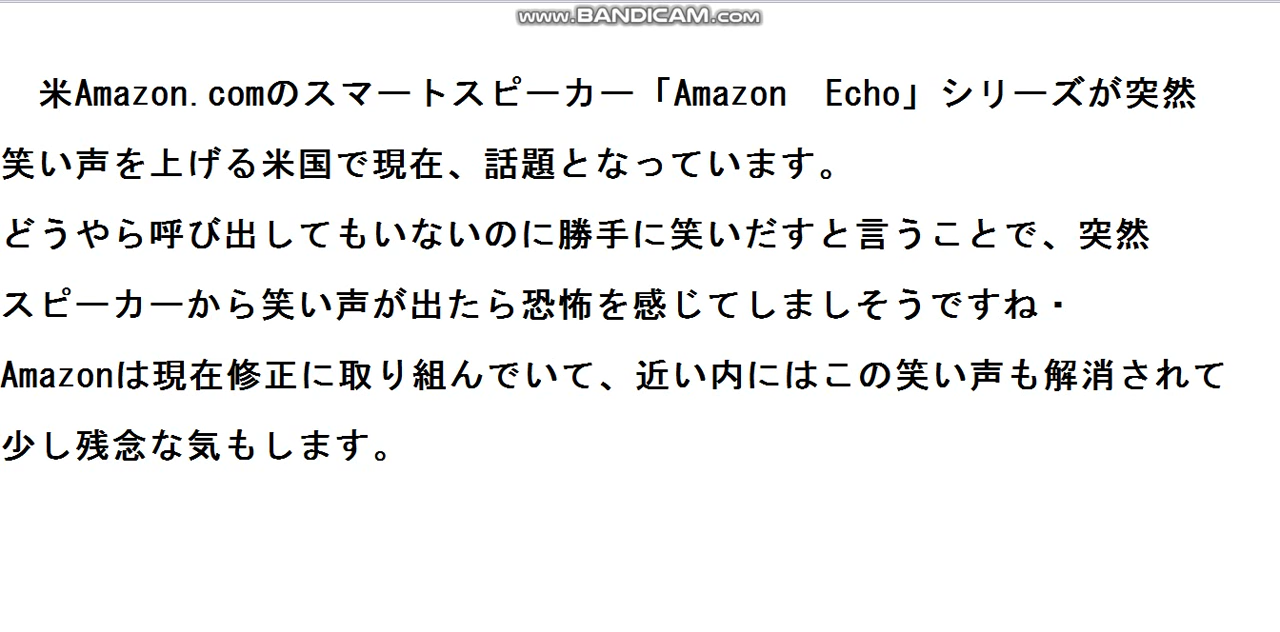 www.BANDICAM.com
米Amazon.comのスマートスピーカー「Amazon　Echo」シリーズが突然
笑い声を上げる米国で現在、話題となっています。
どうやら呼び出してもいないのに勝手に笑いだすと言うことで、突然
スピーカーから笑い声が出たら恐怖を感じてしましそうですね・
Amazonは現在修正に取り組んでいて、近い内にはこの笑い声も解消されて
少し残念な気もします。